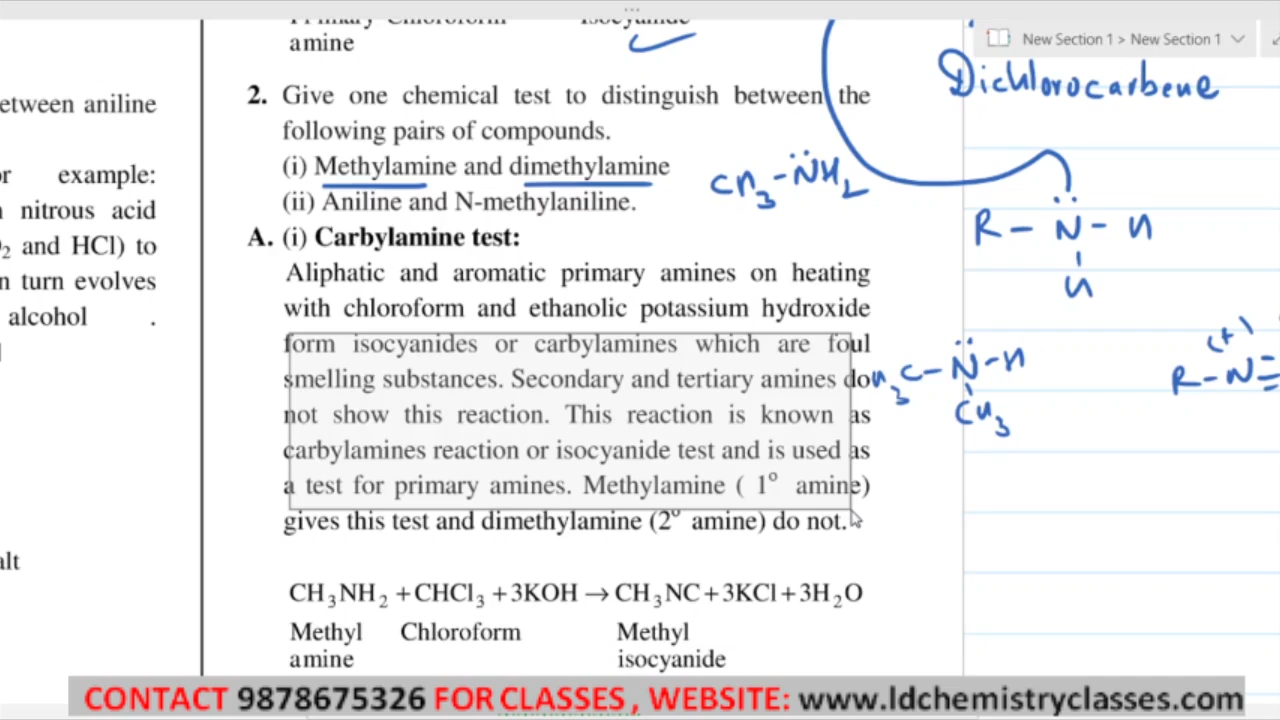 amine
isocyanide
New Section 1 > New Section 1
Dichlorocarbene
etween aniline
2. Give one chemical test to distinguish between the
following pairs of compounds.
(i) Methylamine and dimethylamine
(ii) Aniline and N-methylaniline.
CH₃-N̈H₂
R - N̈ - H
H
r example:
nitrous acid
₂ and HCl) to
n turn evolves
alcohol .
A. (i) Carbylamine test:
Aliphatic and aromatic primary amines on heating
with chloroform and ethanolic potassium hydroxide
form isocyanides or carbylamines which are foul
smelling substances. Secondary and tertiary amines do
not show this reaction. This reaction is known as
carbylamines reaction or isocyanide test and is used as
a test for primary amines. Methylamine ( 1° amine)
gives this test and dimethylamine (2° amine) do not.
H₃C - N̈ - H
CH₃
(+)
R-N=
alt
CH₃NH₂ + CHCl₃ + 3KOH → CH₃NC + 3KCl + 3H₂O
Methyl Chloroform Methyl
amine isocyanide
CONTACT 9878675326 FOR CLASSES , WEBSITE: www.ldchemistryclasses.com